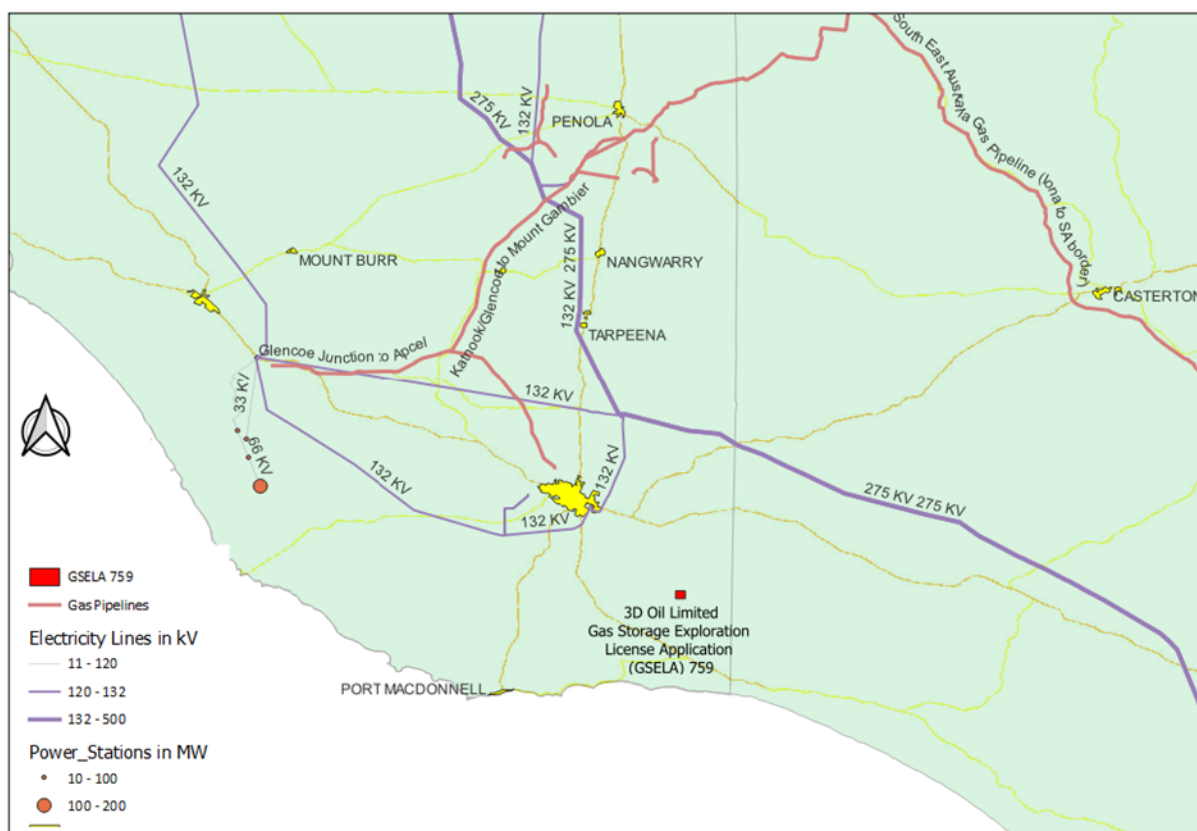 South East Australia Gas Pipeline (Iona to SA border)
275 KV
132 KV
PENOLA
132 KV
Katnook/Glencoe to Mount Gambier
MOUNT BURR
132 KV 275 KV
NANGWARRY
CASTERTON
TARPEENA
Glencoe Junction to Apcel
33 KV
132 KV
66 KV
132 KV
132 KV
132 KV
275 KV 275 KV
GSELA 759
Gas Pipelines
Electricity Lines in kV
11 - 120
120 - 132
132 - 500
Power_Stations in MW
10 - 100
100 - 200
3D Oil Limited
Gas Storage Exploration
License Application
(GSELA) 759
PORT MACDONNELL